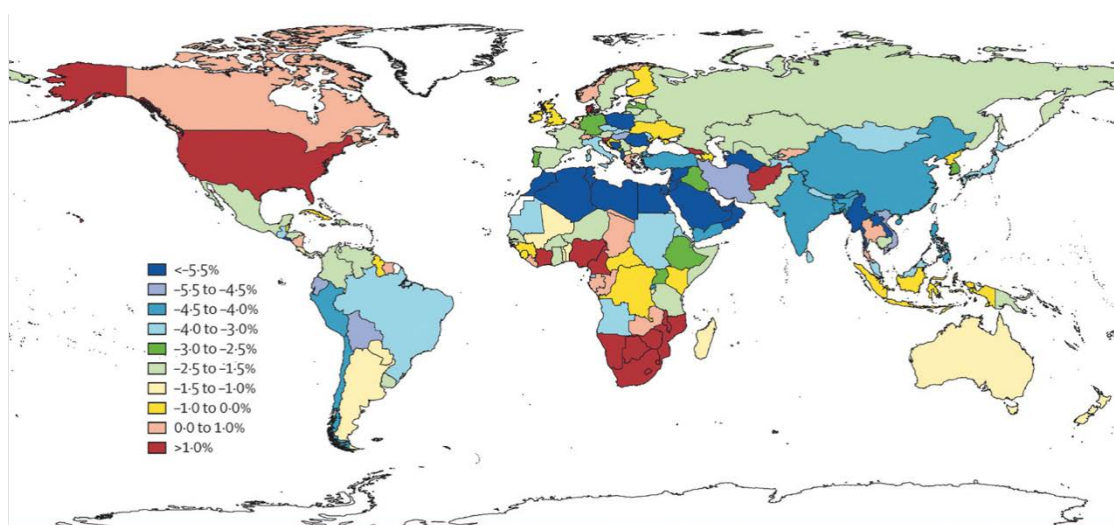 <–5·5%
–5·5 to –4·5%
–4·5 to –4·0%
–4·0 to –3·0%
–3·0 to –2·5%
–2·5 to –1·5%
–1·5 to –1·0%
–1·0 to 0·0%
0·0 to 1·0%
>1·0%